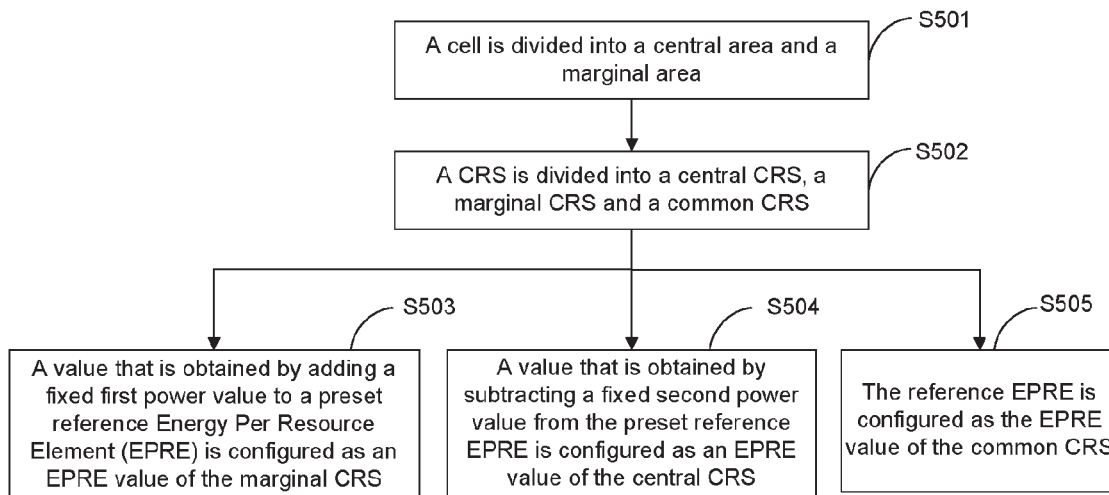 S501
A cell is divided into a central area and a
marginal area
S502
A CRS is divided into a central CRS, a
marginal CRS and a common CRS
S503
A value that is obtained by adding a
fixed first power value to a preset
reference Energy Per Resource
Element (EPRE) is configured as an
EPRE value of the marginal CRS
S504
A value that is obtained by
subtracting a fixed second power
value from the preset reference
EPRE is configured as an EPRE
value of the central CRS
S505
The reference EPRE is
configured as the EPRE
value of the common CRS